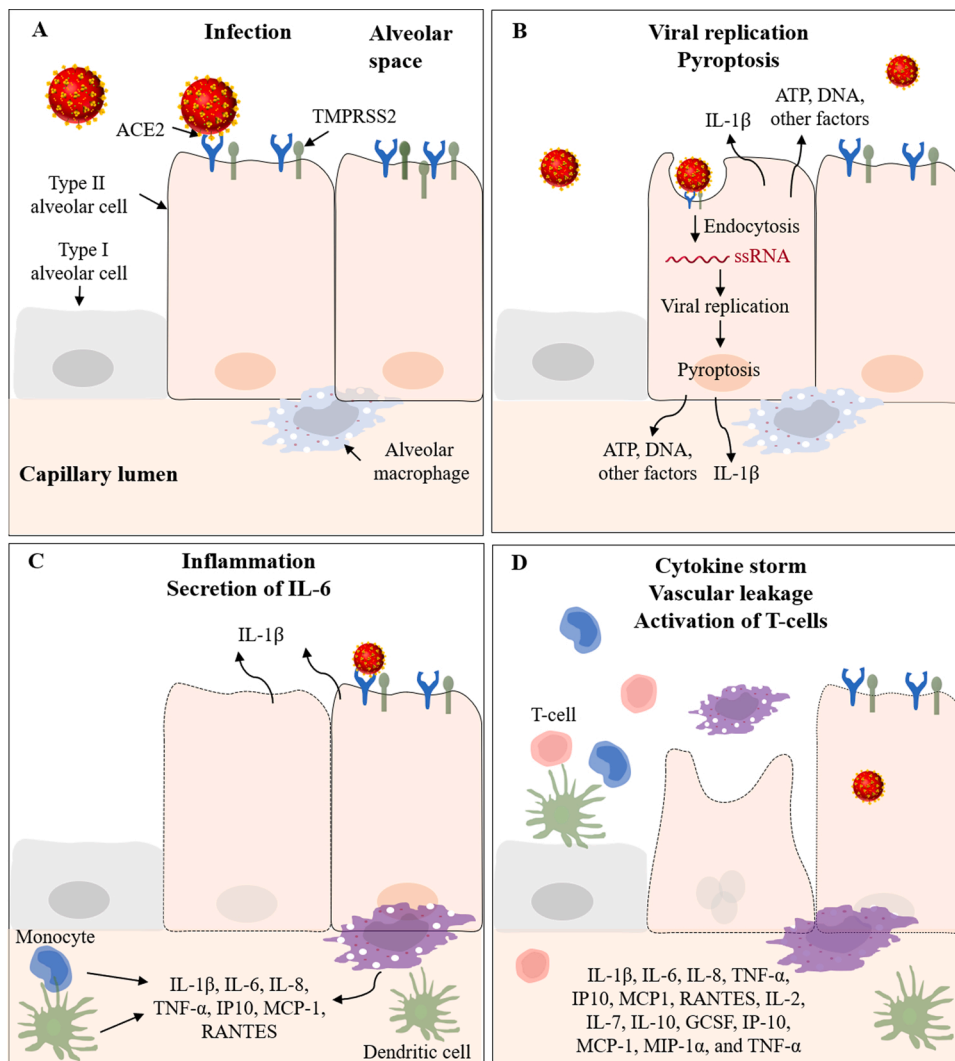 A
Infection
Alveolar
space
ACE2
TMPRSS2
Type II
alveolar cell
Type I
alveolar cell
Capillary lumen
Alveolar
macrophage
B
Viral replication
Pyroptosis
IL-1β
ATP, DNA,
other factors
Endocytosis
ssRNA
Viral replication
Pyroptosis
ATP, DNA,
other factors
IL-1β
C
Inflammation
Secretion of IL-6
IL-1β
Monocyte
IL-1β, IL-6, IL-8,
TNF-α, IP10, MCP-1,
RANTES
Dendritic cell
D
Cytokine storm
Vascular leakage
Activation of T-cells
T-cell
IL-1β, IL-6, IL-8, TNF-α,
IP10, MCP1, RANTES, IL-2,
IL-7, IL-10, GCSF, IP-10,
MCP-1, MIP-1α, and TNF-α